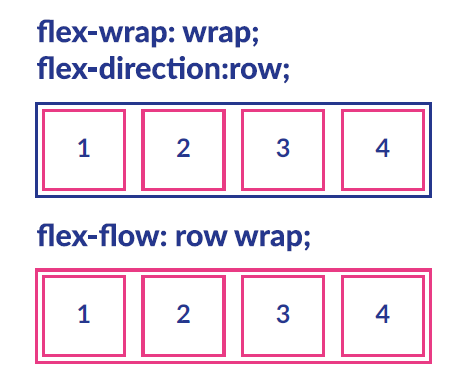 flex-wrap: wrap;
flex-direction:row;
1 2 3 4
flex-flow: row wrap;
1 2 3 4